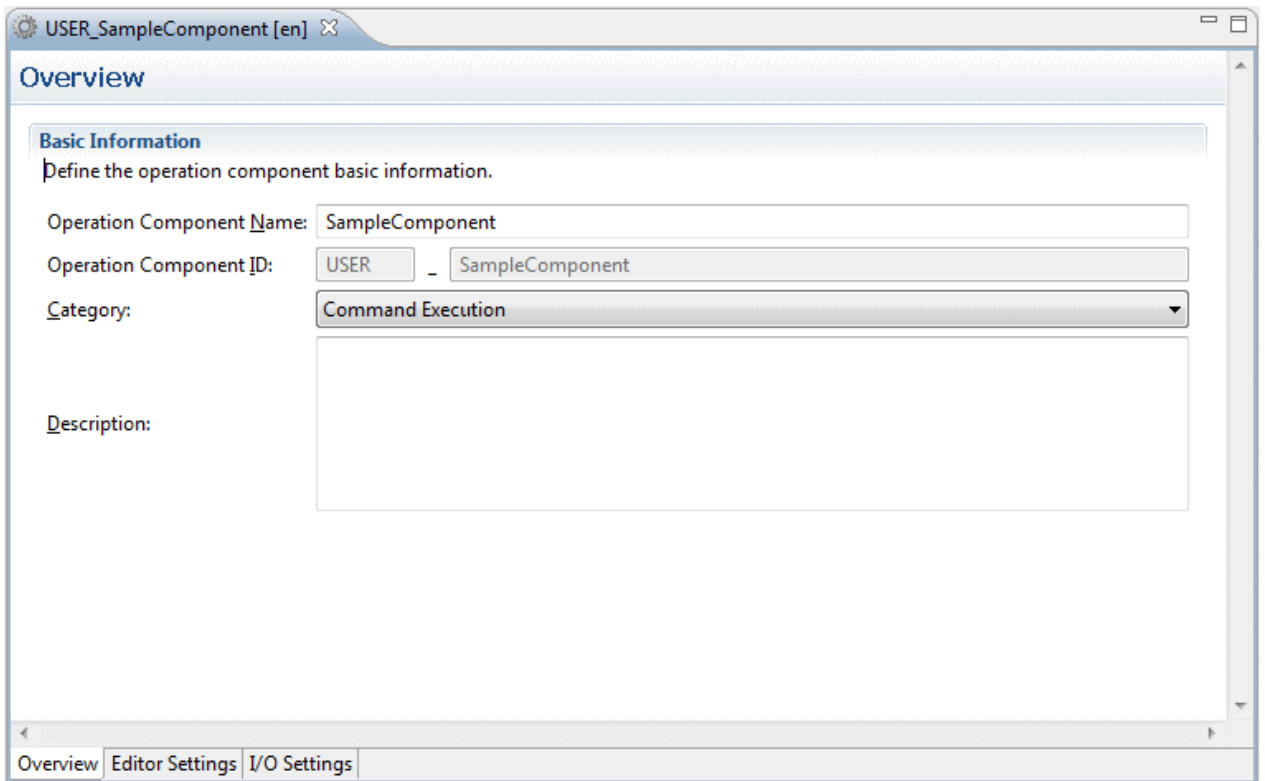 USER_SampleComponent [en]
Overview
Basic Information
Define the operation component basic information.
Operation Component Name: SampleComponent
Operation Component ID: USER _ SampleComponent
Category: Command Execution
Description:
Overview Editor Settings I/O Settings